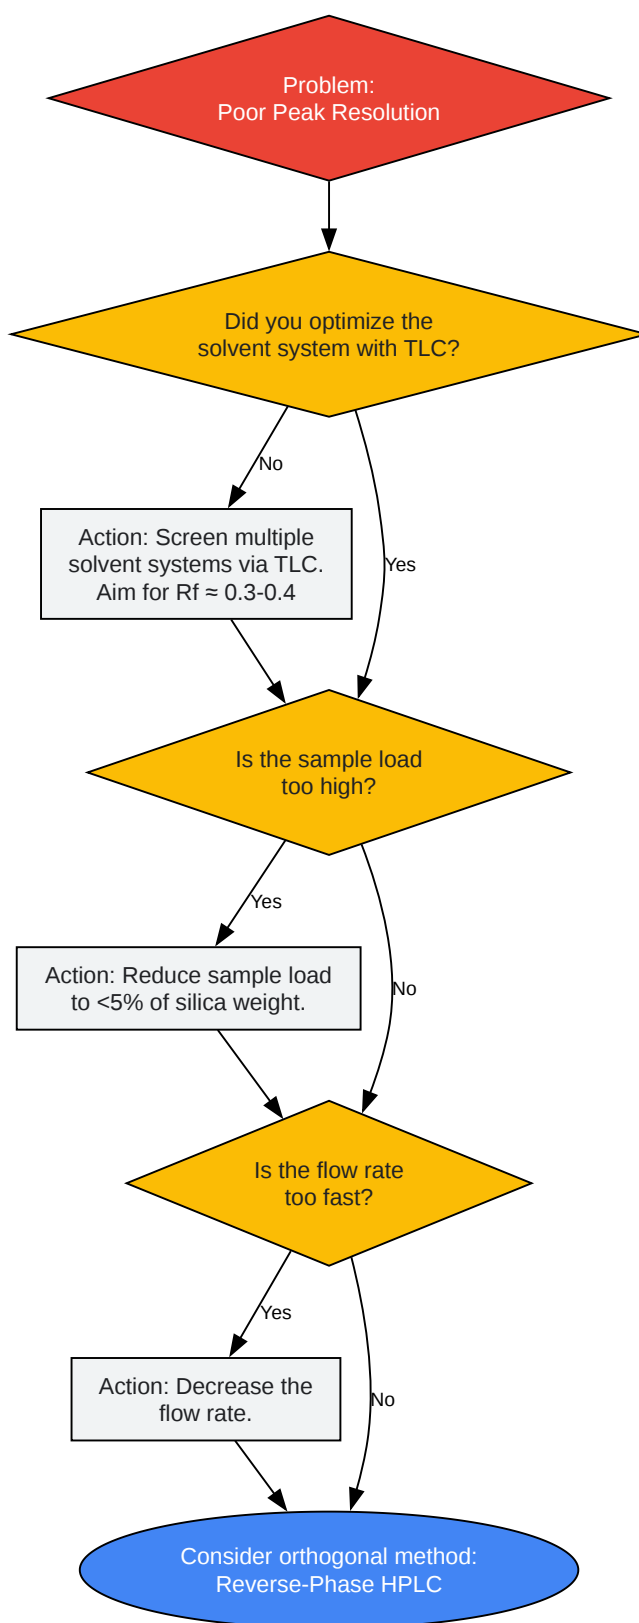 Problem:
Poor Peak Resolution
Did you optimize the
solvent system with TLC?
No
Action: Screen multiple
solvent systems via TLC.
Aim for Rf ≈ 0.3-0.4
Yes
Is the sample load
too high?
Yes
Action: Reduce sample load
to <5% of silica weight.
No
Is the flow rate
too fast?
Yes
Action: Decrease the
flow rate.
No
Consider orthogonal method:
Reverse-Phase HPLC